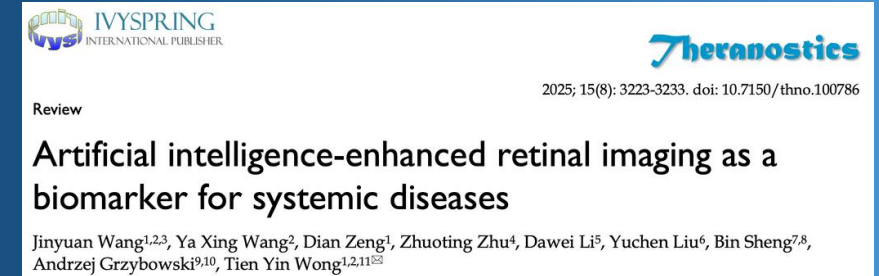 IVYSPRING
INTERNATIONAL PUBLISHER
ivys
Theranostics
2025; 15(8): 3223-3233. doi: 10.7150/thno.100786
Review
Artificial intelligence-enhanced retinal imaging as a
biomarker for systemic diseases
Jinyuan Wang1,2,3, Ya Xing Wang2, Dian Zeng1, Zhuoting Zhu4, Dawei Li5, Yuchen Liu6, Bin Sheng7,8,
Andrzej Grzybowski9,10, Tien Yin Wong1,2,11✉